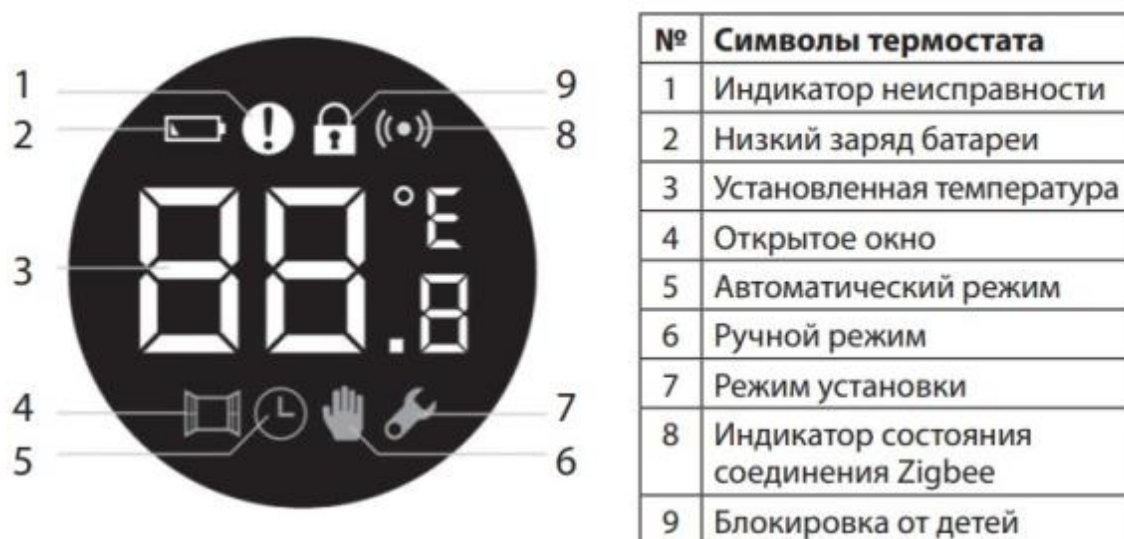 1
2
3
4
5
9
8
7
6
88°E
.8
№ Символы термостата
1 Индикатор неисправности
2 Низкий заряд батареи
3 Установленная температура
4 Открытое окно
5 Автоматический режим
6 Ручной режим
7 Режим установки
8 Индикатор состояния
соединения Zigbee
9 Блокировка от детей